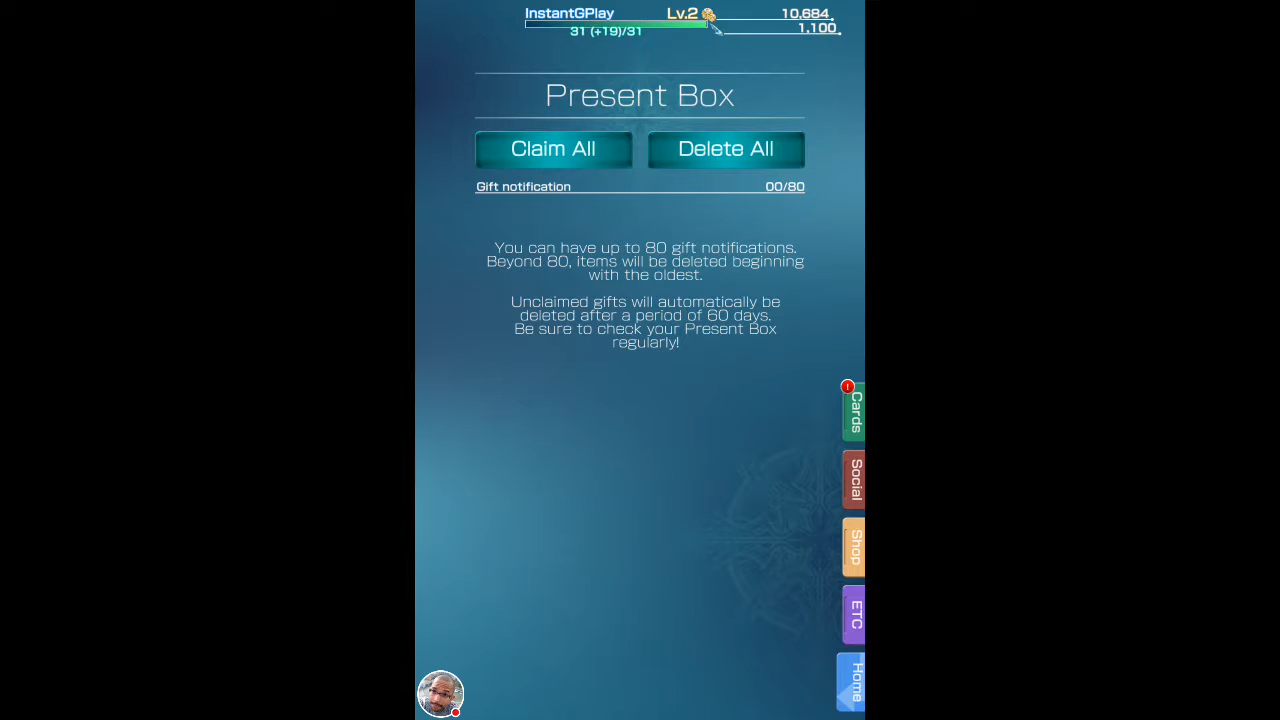 InstantGPlay Lv.2 10,684
31 (+19)/31 1,100
Present Box
Claim All Delete All
Gift notification 00/80
You can have up to 80 gift notifications.
Beyond 80, items will be deleted beginning
with the oldest.
Unclaimed gifts will automatically be
deleted after a period of 60 days.
Be sure to check your Present Box
regularly!
!
Cards
Social
Shop
ETC
Home